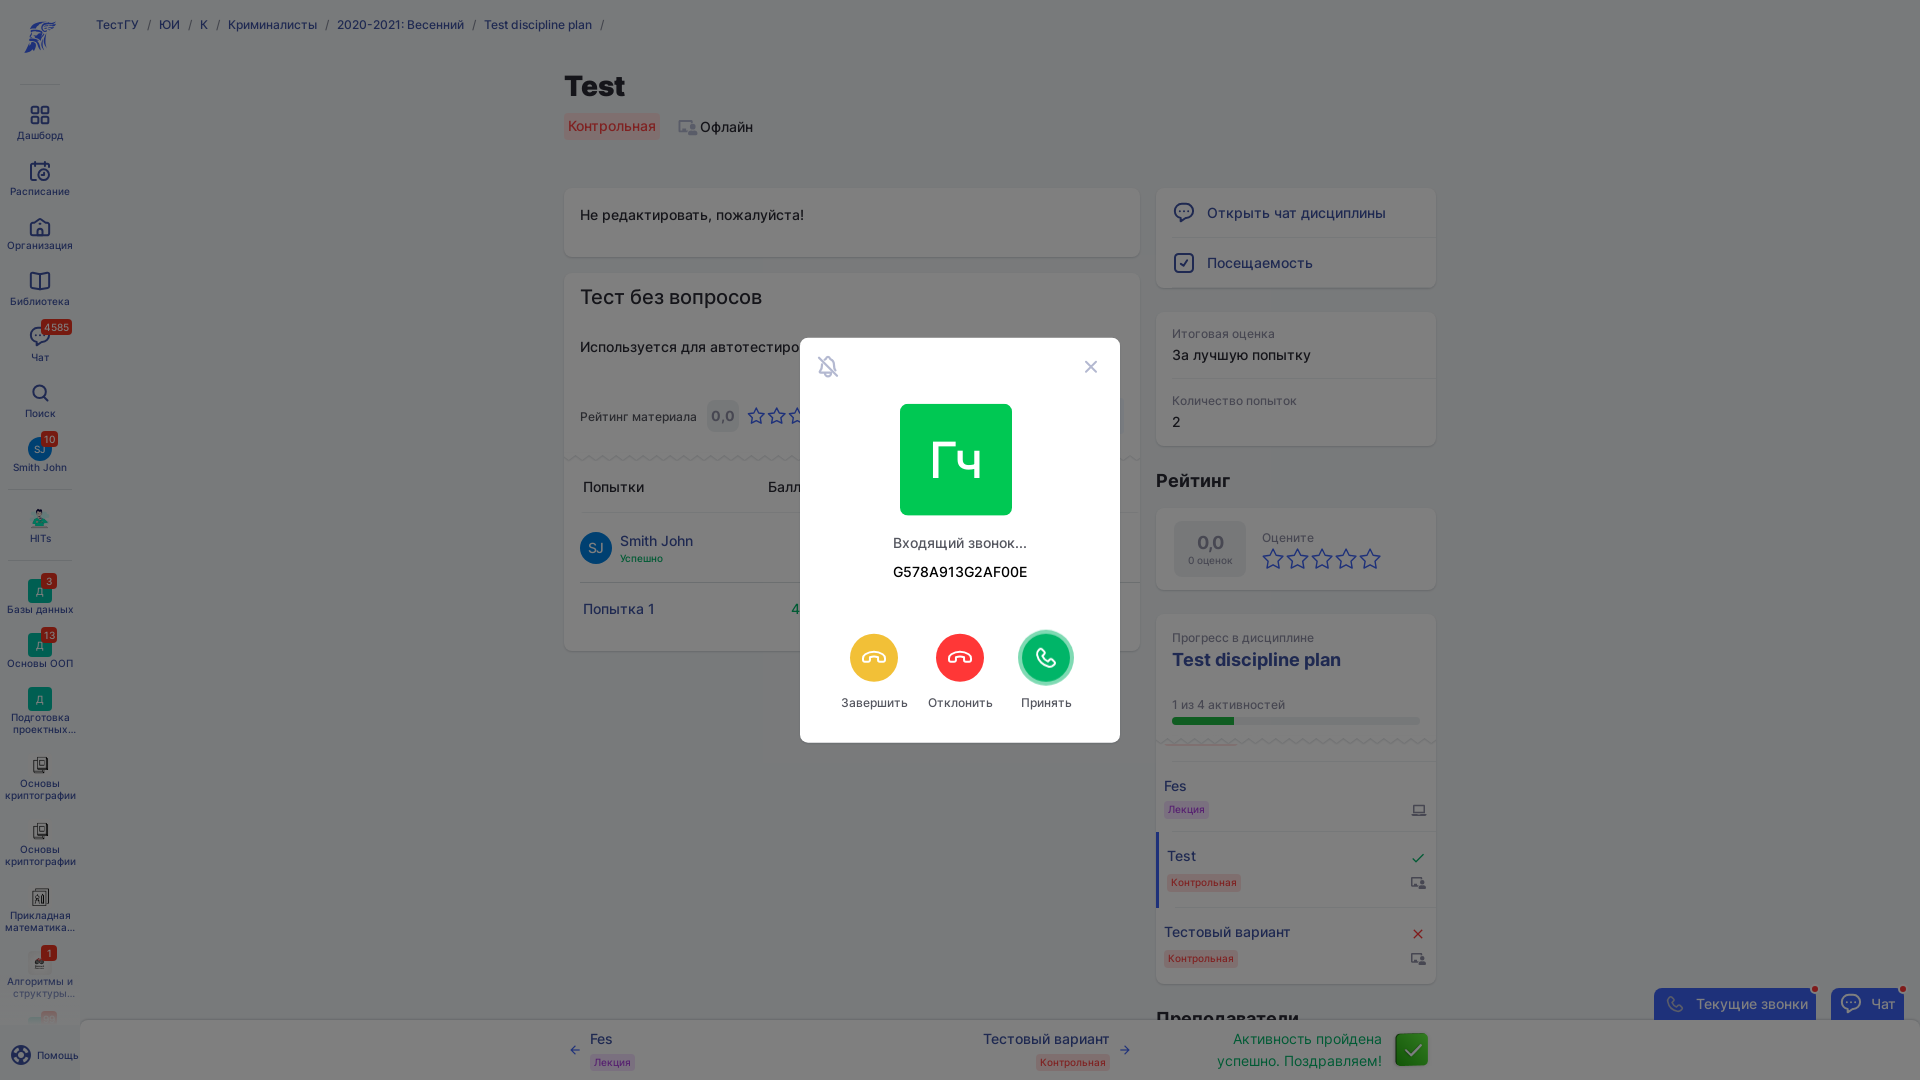 ТестГУ / ЮИ / К / Криминалисты / 2020-2021: Весенний / Test discipline plan /
Дашборд
Расписание
Организация
Библиотека
4585
Чат
Поиск
10
SJ
Smith John
HITs
3
Д
Базы данных
13
Д
Основы ООП
Д
Подготовка
проектных...
Основы
криптографии
Основы
криптографии
Прикладная
математика...
1
Алгоритмы и
структуры...
Помощь
Test
Контрольная
Офлайн
Не редактировать, пожалуйста!
Тест без вопросов
Используется для автотестиро
Рейтинг материала 0,0
Попытки Балл
SJ
Smith John
Успешно
Попытка 1 4
Гч
Входящий звонок...
G578A913G2AF00E
Завершить Отклонить Принять
Открыть чат дисциплины
Посещаемость
Итоговая оценка
За лучшую попытку
Количество попыток
2
Рейтинг
0,0
0 оценок
Оцените
Прогресс в дисциплине
Test discipline plan
1 из 4 активностей
Fes
Лекция
Test
Контрольная
Тестовый вариант
Контрольная
Преподаватели
Текущие звонки
Чат
Fes
Лекция
Тестовый вариант
Контрольная
Активность пройдена
успешно. Поздравляем!